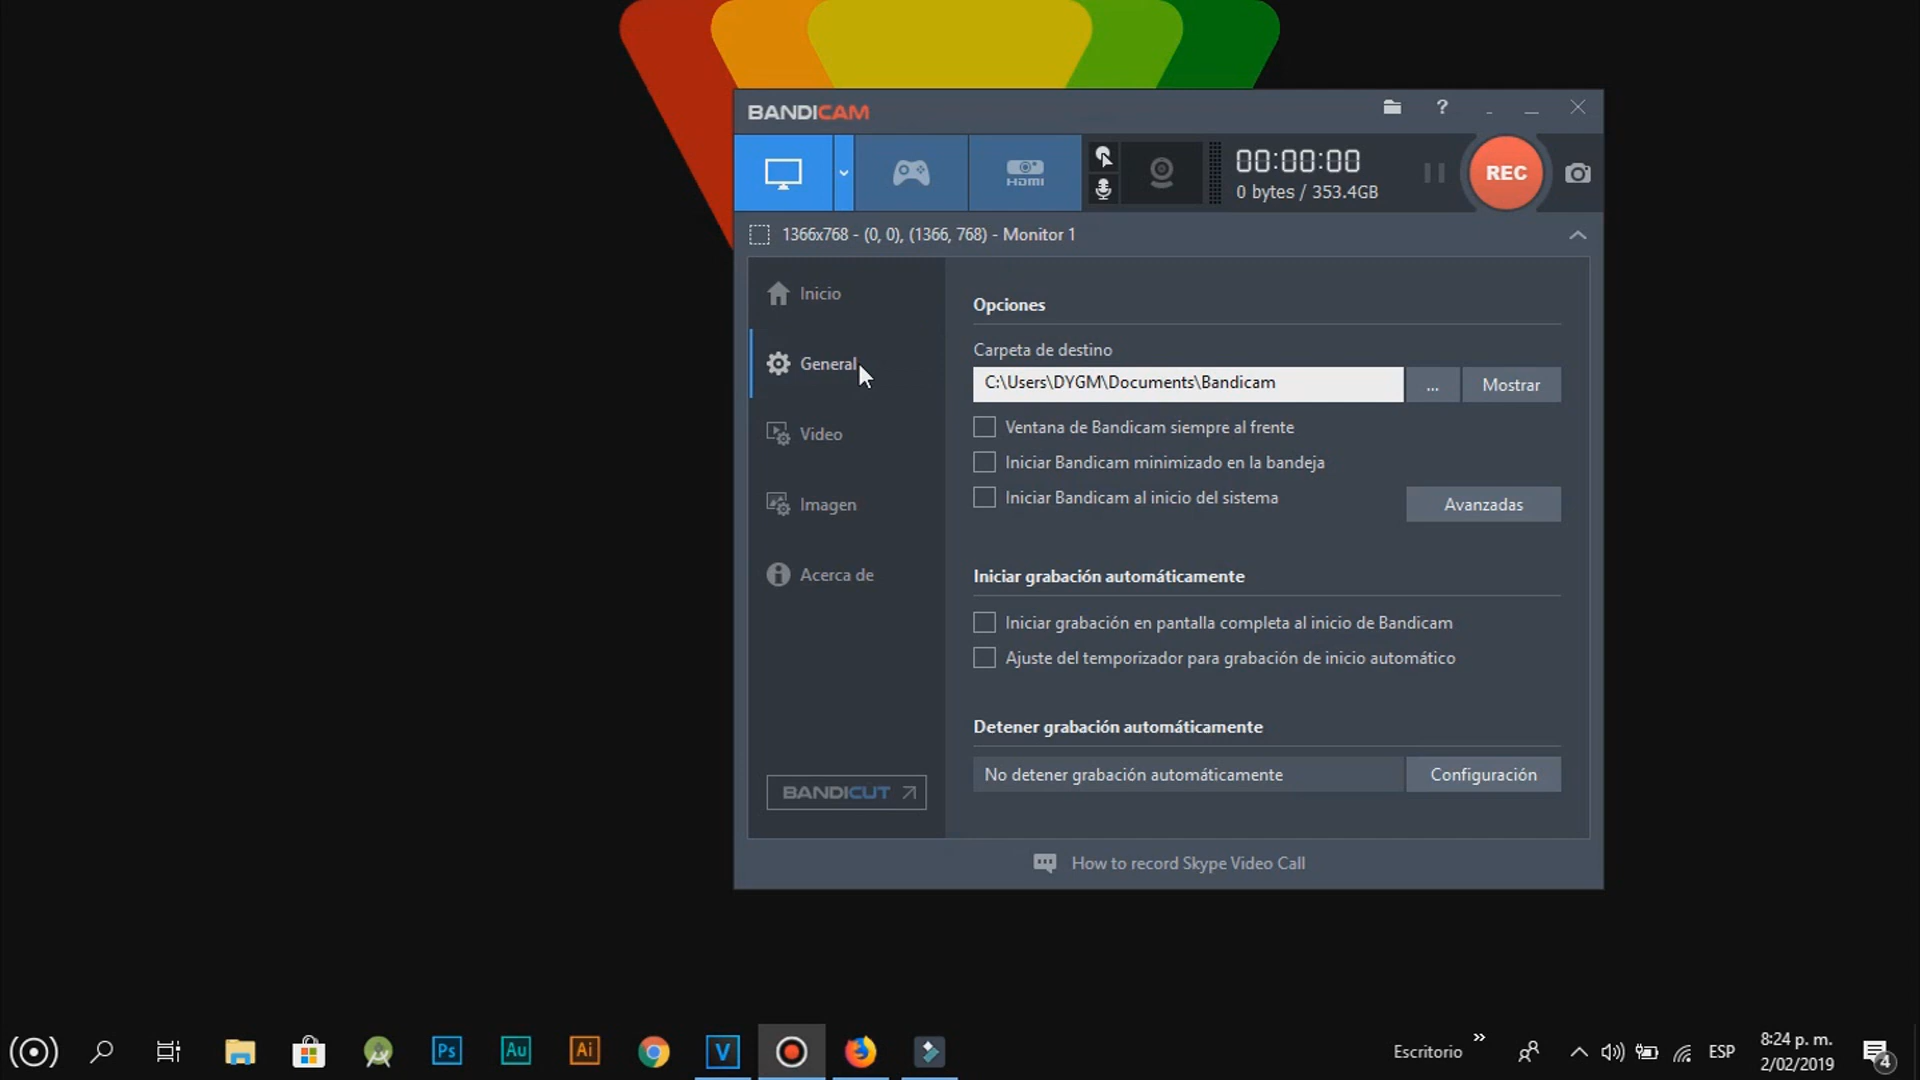 BANDICAM
?
HDMI
00:00:00
0 bytes / 353.4GB
REC
1366x768 - (0, 0), (1366, 768) - Monitor 1
Inicio
General
Video
Imagen
Acerca de
BANDICUT
Opciones
Carpeta de destino
C:\Users\DYGM\Documents\Bandicam
...
Mostrar
Ventana de Bandicam siempre al frente
Iniciar Bandicam minimizado en la bandeja
Iniciar Bandicam al inicio del sistema
Avanzadas
Iniciar grabación automáticamente
Iniciar grabación en pantalla completa al inicio de Bandicam
Ajuste del temporizador para grabación de inicio automático
Detener grabación automáticamente
No detener grabación automáticamente
Configuración
How to record Skype Video Call
Ps
Au
Ai
V
Escritorio
»
ESP
8:24 p. m.
2/02/2019
4